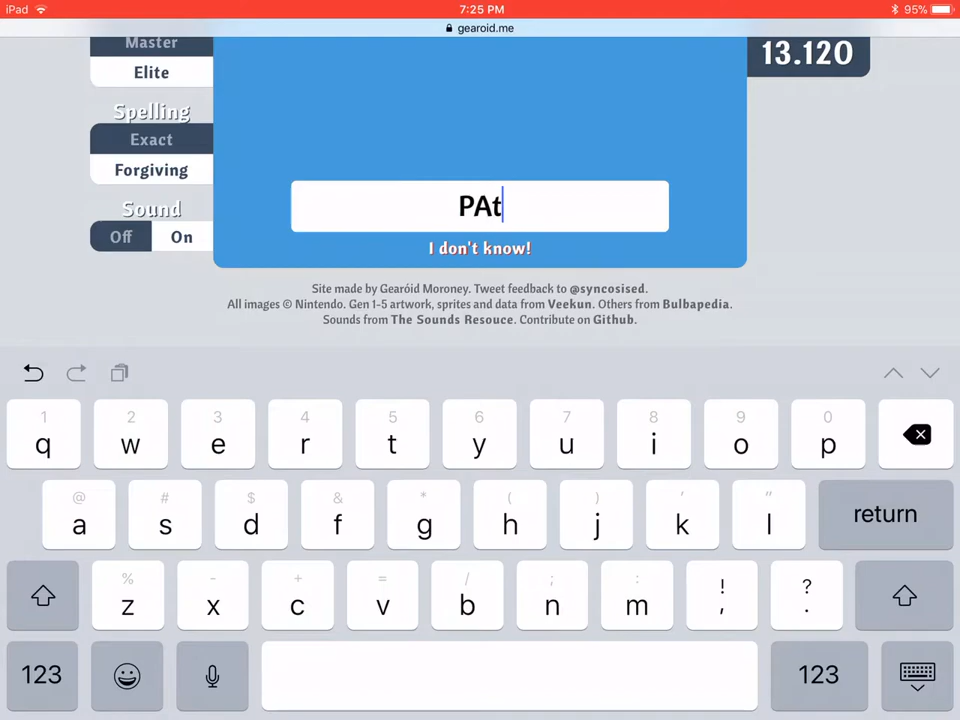 iPad 7:25 PM 95%
gearoid.me
Master
Elite
Spelling
Exact
Forgiving
Sound
Off On
13.120
PAt
I don't know!
Site made by Gearóid Moroney. Tweet feedback to @syncosised.
All images © Nintendo. Gen 1-5 artwork, sprites and data from Veekun. Others from Bulbapedia.
Sounds from The Sounds Resouce. Contribute on Github.
1 2 3 4 5 6 7 8 9 0
q w e r t y u i o p
@ # $ & * ( ) ' "
a s d f g h j k l return
% - + = / ; : ! ?
z x c v b n m , .
123 123